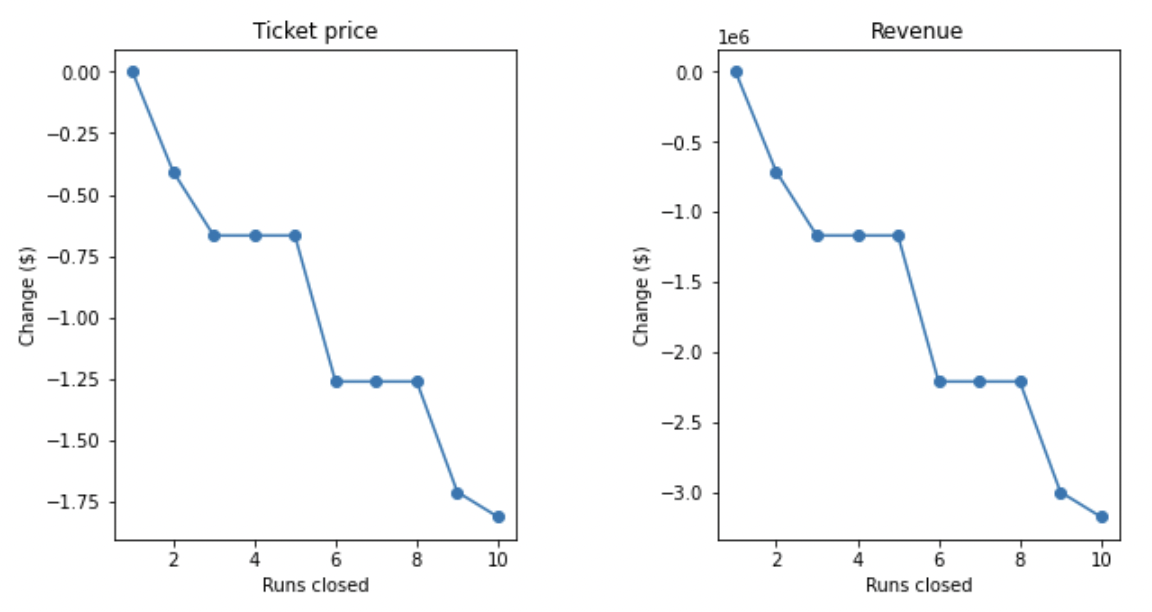 Ticket price
0.00
−0.25
−0.50
−0.75
−1.00
−1.25
−1.50
−1.75
Change ($)
2 4 6 8 10
Runs closed
Revenue
1e6
0.0
−0.5
−1.0
−1.5
−2.0
−2.5
−3.0
Change ($)
2 4 6 8 10
Runs closed